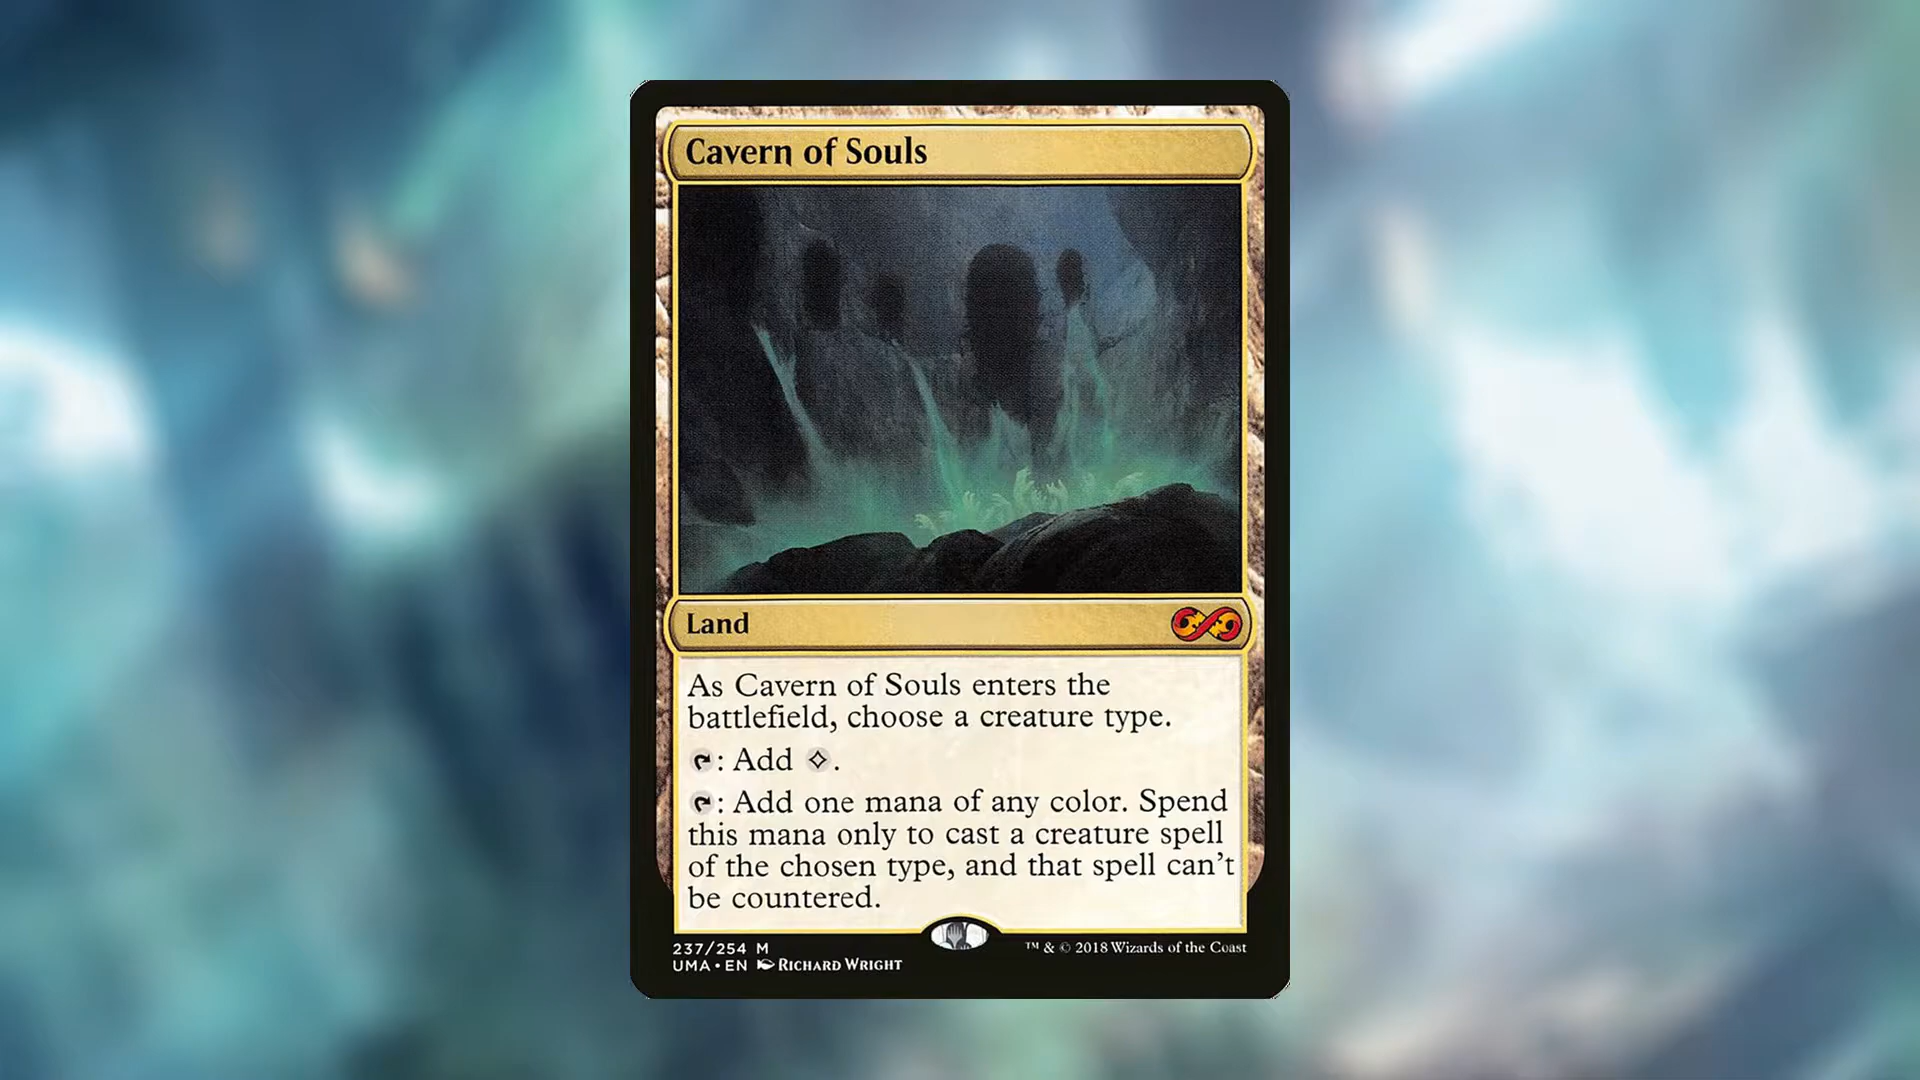 Cavern of Souls
Land
As Cavern of Souls enters the
battlefield, choose a creature type.
: Add .
: Add one mana of any color. Spend
this mana only to cast a creature spell
of the chosen type, and that spell can’t
be countered.
237/254 M
UMA • EN RICHARD WRIGHT
™ & © 2018 Wizards of the Coast